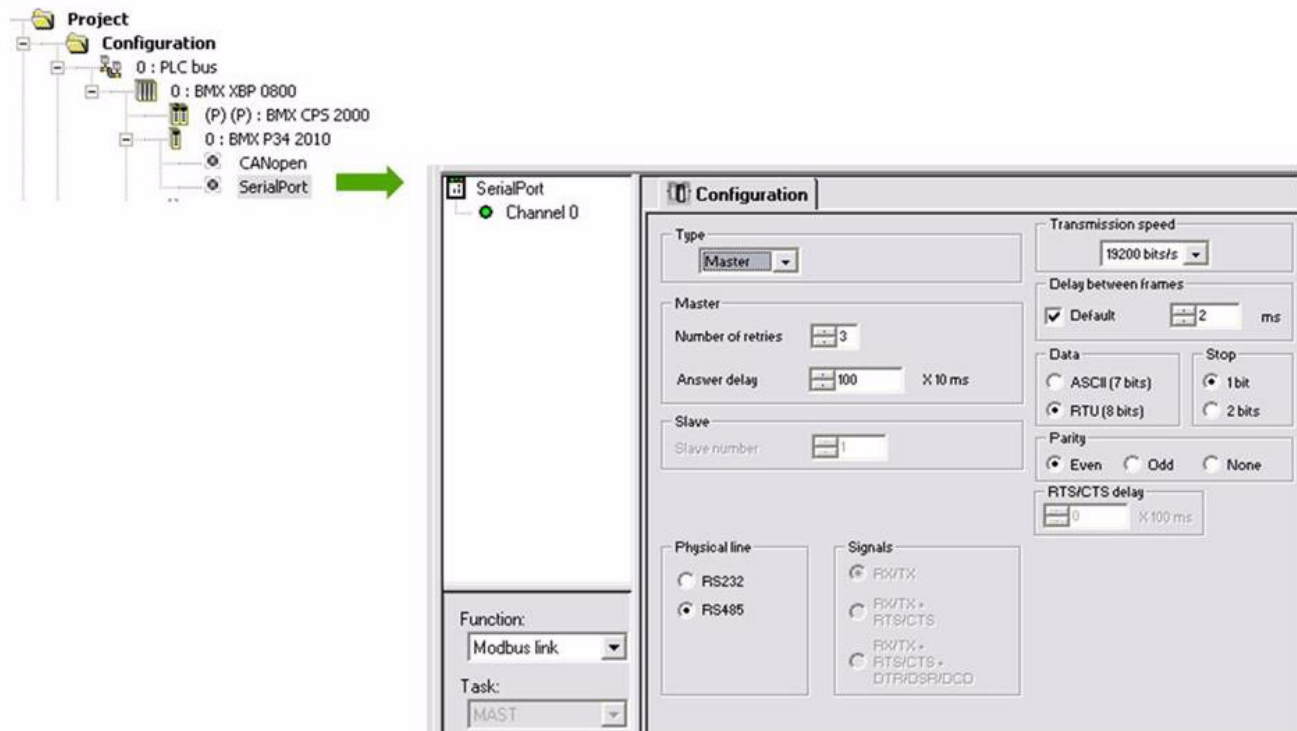 Project
Configuration
0 : PLC bus
0 : BMX XBP 0800
(P) (P) : BMX CPS 2000
0 : BMX P34 2010
CANopen
SerialPort
SerialPort
Channel 0
Function:
Modbus link
Task:
MAST
Configuration
Type
Master
Master
Number of retries 3
Answer delay 100 X 10 ms
Slave
Slave number 1
Physical line
RS232
RS485
Signals
RX/TX
RX/TX +
RTS/CTS
RX/TX +
RTS/CTS +
DTR/DSR/DCD
Transmission speed
19200 bits/s
Delay between frames
Default 2 ms
Data
ASCII (7 bits)
RTU (8 bits)
Stop
1 bit
2 bits
Parity
Even Odd None
RTS/CTS delay
0 X 100 ms